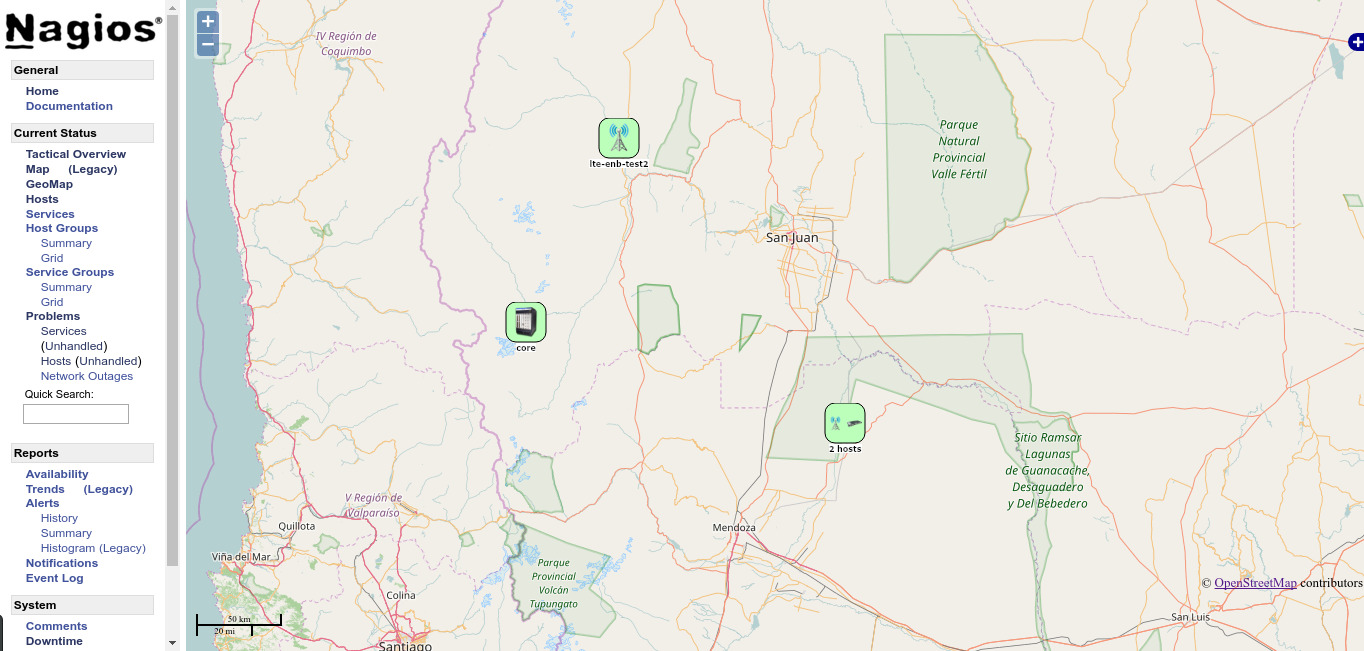 Nagios®
General
Home
Documentation
Current Status
Tactical Overview
Map (Legacy)
GeoMap
Hosts
Services
Host Groups
Summary
Grid
Service Groups
Summary
Grid
Problems
Services
(Unhandled)
Hosts (Unhandled)
Network Outages
Quick Search:
Reports
Availability
Trends (Legacy)
Alerts
History
Summary
Histogram (Legacy)
Notifications
Event Log
System
Comments
Downtime
+
−
IV Región de
Coquimbo
lte-enb-test2
Parque
Natural
Provincial
Valle Fértil
+
San Juan
core
2 hosts
Sitio Ramsar
Lagunas
de Guanacache,
Desaguadero
y Del Bebedero
V Región de
Valparaíso
Quillota
Mendoza
Viña del Mar
Parque
Provincial
Volcán
Tupungato
Colina
© OpenStreetMap contributors
50 km
20 mi
San Luis
Santiago